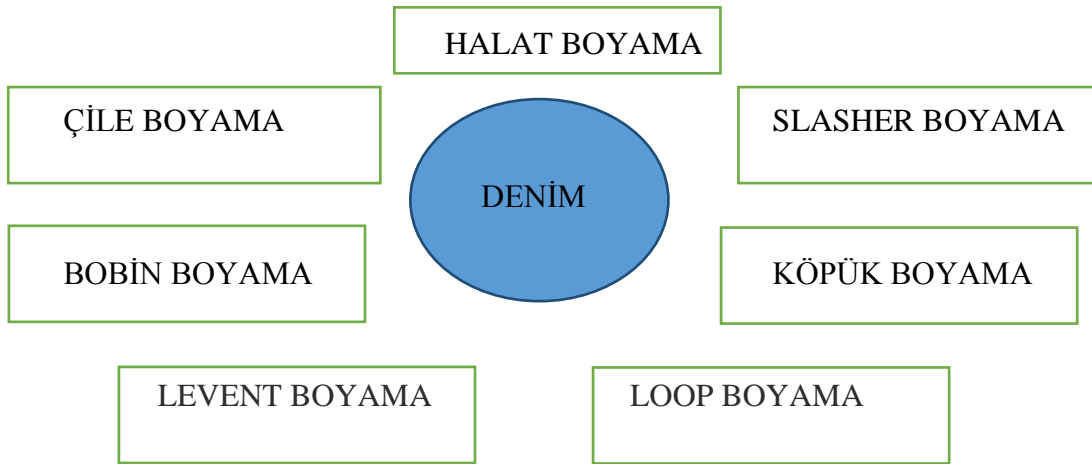 HALAT BOYAMA
ÇİLE BOYAMA
SLASHER BOYAMA
DENİM
BOBİN BOYAMA
KÖPÜK BOYAMA
LEVENT BOYAMA
LOOP BOYAMA